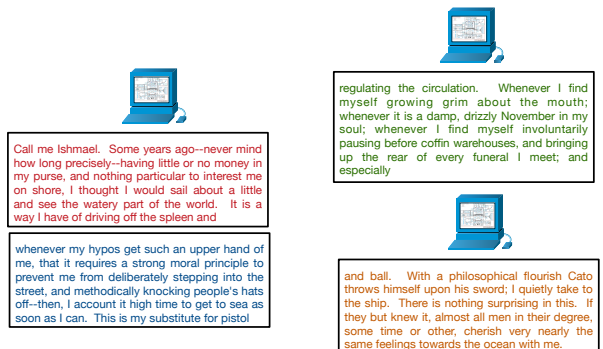 Call me Ishmael. Some years ago--never mind
how long precisely--having little or no money in
my purse, and nothing particular to interest me
on shore, I thought I would sail about a little
and see the watery part of the world. It is a
way I have of driving off the spleen and
whenever my hypos get such an upper hand of
me, that it requires a strong moral principle to
prevent me from deliberately stepping into the
street, and methodically knocking people's hats
off--then, I account it high time to get to sea as
soon as I can. This is my substitute for pistol
regulating the circulation. Whenever I find
myself growing grim about the mouth;
whenever it is a damp, drizzly November in my
soul; whenever I find myself involuntarily
pausing before coffin warehouses, and bringing
up the rear of every funeral I meet; and
especially
and ball. With a philosophical flourish Cato
throws himself upon his sword; I quietly take to
the ship. There is nothing surprising in this. If
they but knew it, almost all men in their degree,
some time or other, cherish very nearly the
same feelings towards the ocean with me.